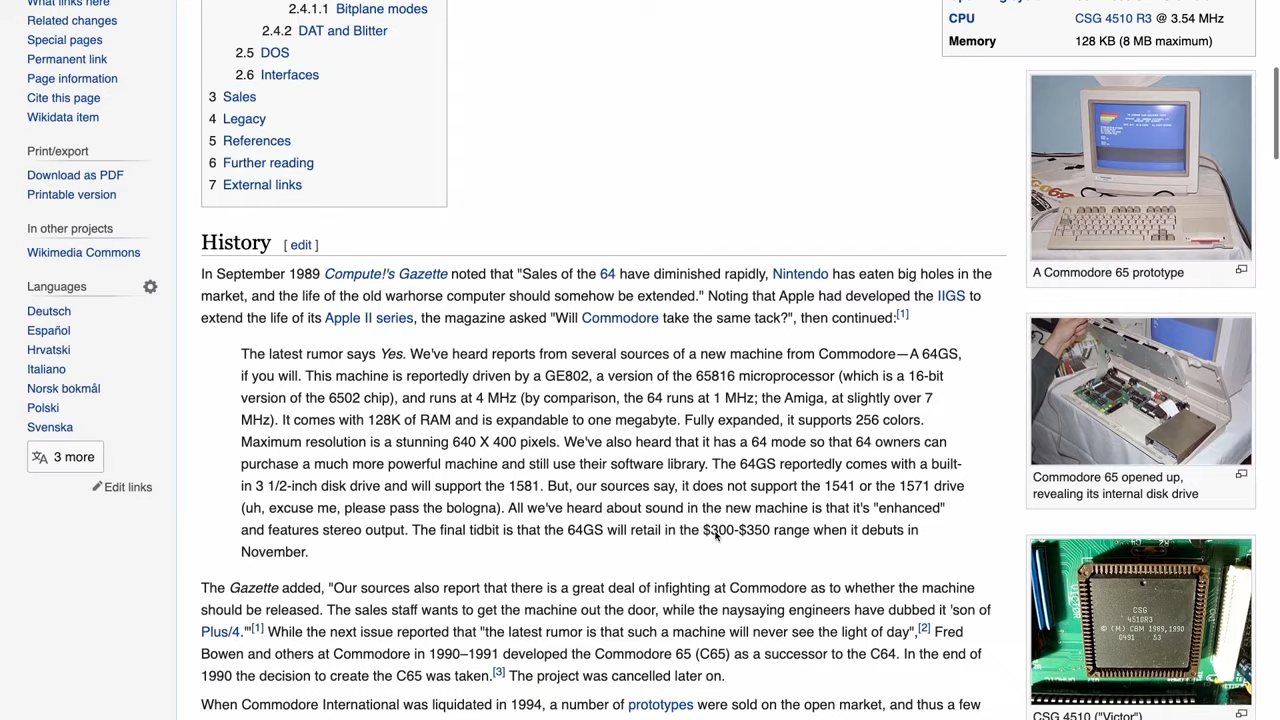 What links here
Related changes
Special pages
Permanent link
Page information
Cite this page
Wikidata item
Print/export
Download as PDF
Printable version
In other projects
Wikimedia Commons
Languages
Deutsch
Español
Hrvatski
Italiano
Norsk bokmål
Polski
Svenska
3 more
Edit links
2.4.1.1 Bitplane modes
2.4.2 DAT and Blitter
2.5 DOS
2.6 Interfaces
3 Sales
4 Legacy
5 References
6 Further reading
7 External links
History [ edit ]
In September 1989 Compute!'s Gazette noted that "Sales of the 64 have diminished rapidly, Nintendo has eaten big holes in the
market, and the life of the old warhorse computer should somehow be extended." Noting that Apple had developed the IIGS to
extend the life of its Apple II series, the magazine asked "Will Commodore take the same tack?", then continued:[1]
The latest rumor says Yes. We've heard reports from several sources of a new machine from Commodore—A 64GS,
if you will. This machine is reportedly driven by a GE802, a version of the 65816 microprocessor (which is a 16-bit
version of the 6502 chip), and runs at 4 MHz (by comparison, the 64 runs at 1 MHz; the Amiga, at slightly over 7
MHz). It comes with 128K of RAM and is expandable to one megabyte. Fully expanded, it supports 256 colors.
Maximum resolution is a stunning 640 X 400 pixels. We've also heard that it has a 64 mode so that 64 owners can
purchase a much more powerful machine and still use their software library. The 64GS reportedly comes with a built-
in 3 1/2-inch disk drive and will support the 1581. But, our sources say, it does not support the 1541 or the 1571 drive
(uh, excuse me, please pass the bologna). All we've heard about sound in the new machine is that it's "enhanced"
and features stereo output. The final tidbit is that the 64GS will retail in the $300-$350 range when it debuts in
November.
The Gazette added, "Our sources also report that there is a great deal of infighting at Commodore as to whether the machine
should be released. The sales staff wants to get the machine out the door, while the naysaying engineers have dubbed it 'son of
Plus/4.'"[1] While the next issue reported that "the latest rumor is that such a machine will never see the light of day",[2] Fred
Bowen and others at Commodore in 1990–1991 developed the Commodore 65 (C65) as a successor to the C64. In the end of
1990 the decision to create the C65 was taken.[3] The project was cancelled later on.
When Commodore International was liquidated in 1994, a number of prototypes were sold on the open market, and thus a few
CPU CSG 4510 R3 @ 3.54 MHz
Memory 128 KB (8 MB maximum)
A Commodore 65 prototype
Commodore 65 opened up,
revealing its internal disk drive
CSG
4510R3
© (M) CBM 1989,1990
0491 53
CSG 4510 ("Victor")